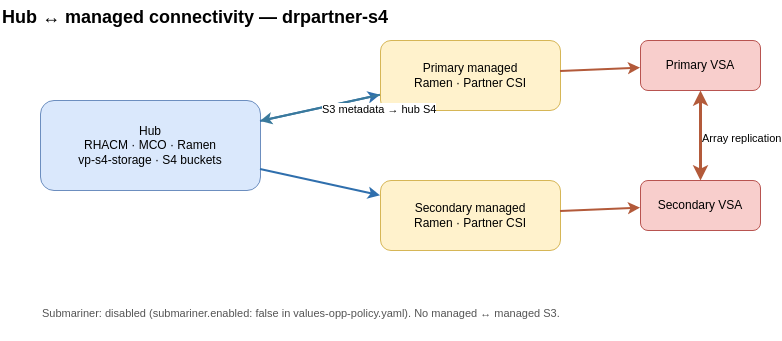 Hub ↔ managed connectivity — drpartner-s4
Primary managed
Ramen · Partner CSI
Primary VSA
S3 metadata → hub S4
Hub
RHACM · MCO · Ramen
vp-s4-storage · S4 buckets
Array replication
Secondary managed
Ramen · Partner CSI
Secondary VSA
Submariner: disabled (submariner.enabled: false in values-opp-policy.yaml). No managed ↔ managed S3.